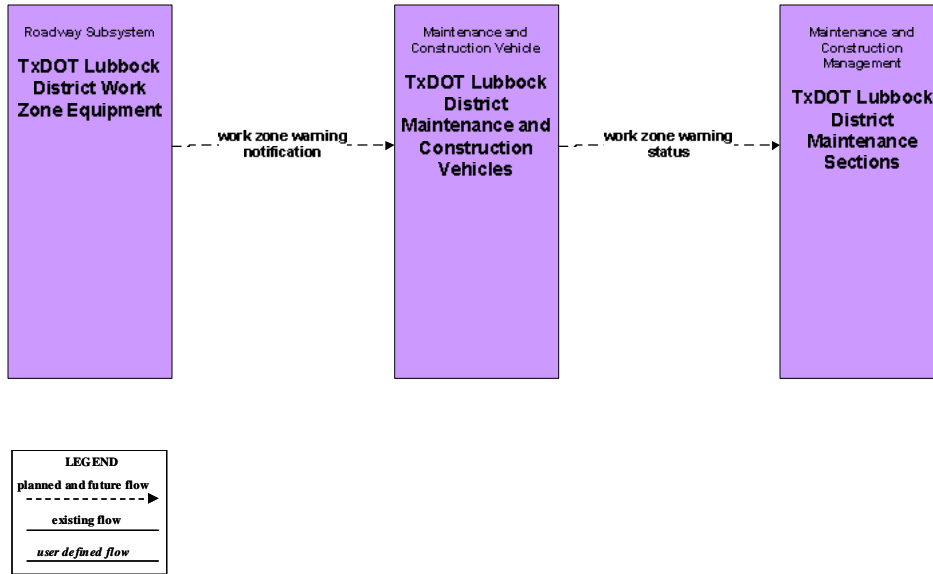 Roadway Subsystem
TxDOT Lubbock
District Work
Zone Equipment
work zone warning
notification
Maintenance and
Construction Vehicle
TxDOT Lubbock
District
Maintenance and
Construction
Vehicles
work zone warning
status
Maintenance and
Construction
Management
TxDOT Lubbock
District
Maintenance
Sections
LEGEND
planned and future flow
existing flow
user defined flow